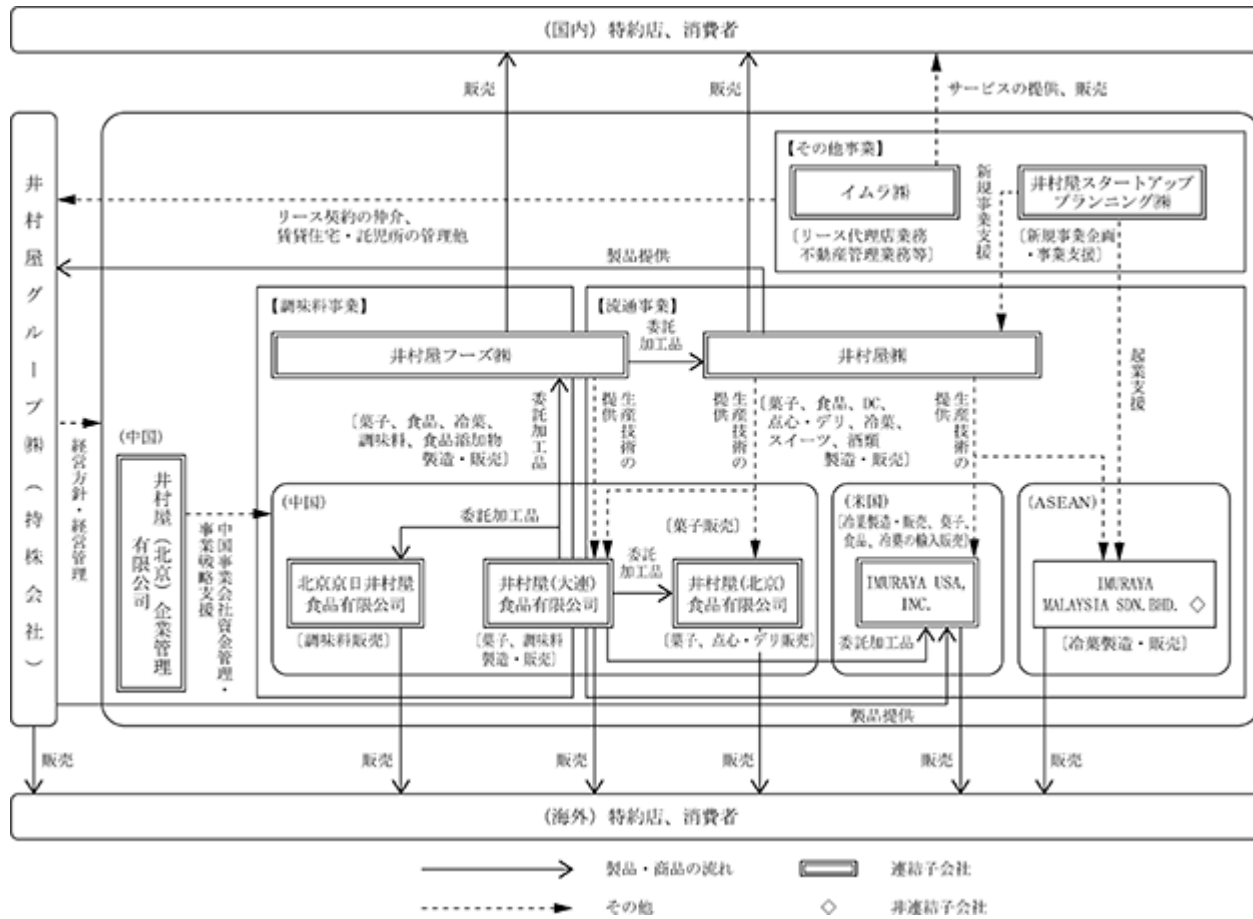 (国内) 特約店、消費者
販売
販売
サービスの提供、販売
井村屋グループ㈱(持株会社)
【その他事業】
イムラ㈱
〔リース代理店業務
不動産管理業務等〕
新規事業支援
井村屋スタートアップ
プランニング㈱
〔新規事業企画
・事業支援〕
リース契約の仲介、
賃貸住宅・託児所の管理他
製品提供
【調味料事業】
【流通事業】
井村屋フーズ㈱
委託
加工品
井村屋㈱
起業支援
〔菓子、食品、冷菓、
調味料、食品添加物
製造・販売〕
委託加工品
生産技術の
提供
生産技術の
提供
〔菓子、食品、DC、
点心・デリ、冷菓、
スイーツ、酒類
製造・販売〕
生産技術の
提供
経営方針・経営管理
(中国)
井村屋(北京)企業管理
有限公司
中国事業会社資金管理・
事業戦略支援
(中国)
委託加工品
〔菓子販売〕
北京京日井村屋
食品有限公司
〔調味料販売〕
井村屋(大連)
食品有限公司
〔菓子、調味料
製造・販売〕
委託
加工品
井村屋(北京)
食品有限公司
〔菓子、点心・デリ販売〕
(米国)
〔冷菓製造・販売、菓子、
食品、冷菓の輸入販売〕
IMURAYA USA,
INC.
委託加工品
(ASEAN)
IMURAYA
MALAYSIA SDN.BHD. ◇
〔冷菓製造・販売〕
製品提供
販売
販売
販売
販売
販売
販売
(海外) 特約店、消費者
製品・商品の流れ
連結子会社
その他
◇ 非連結子会社